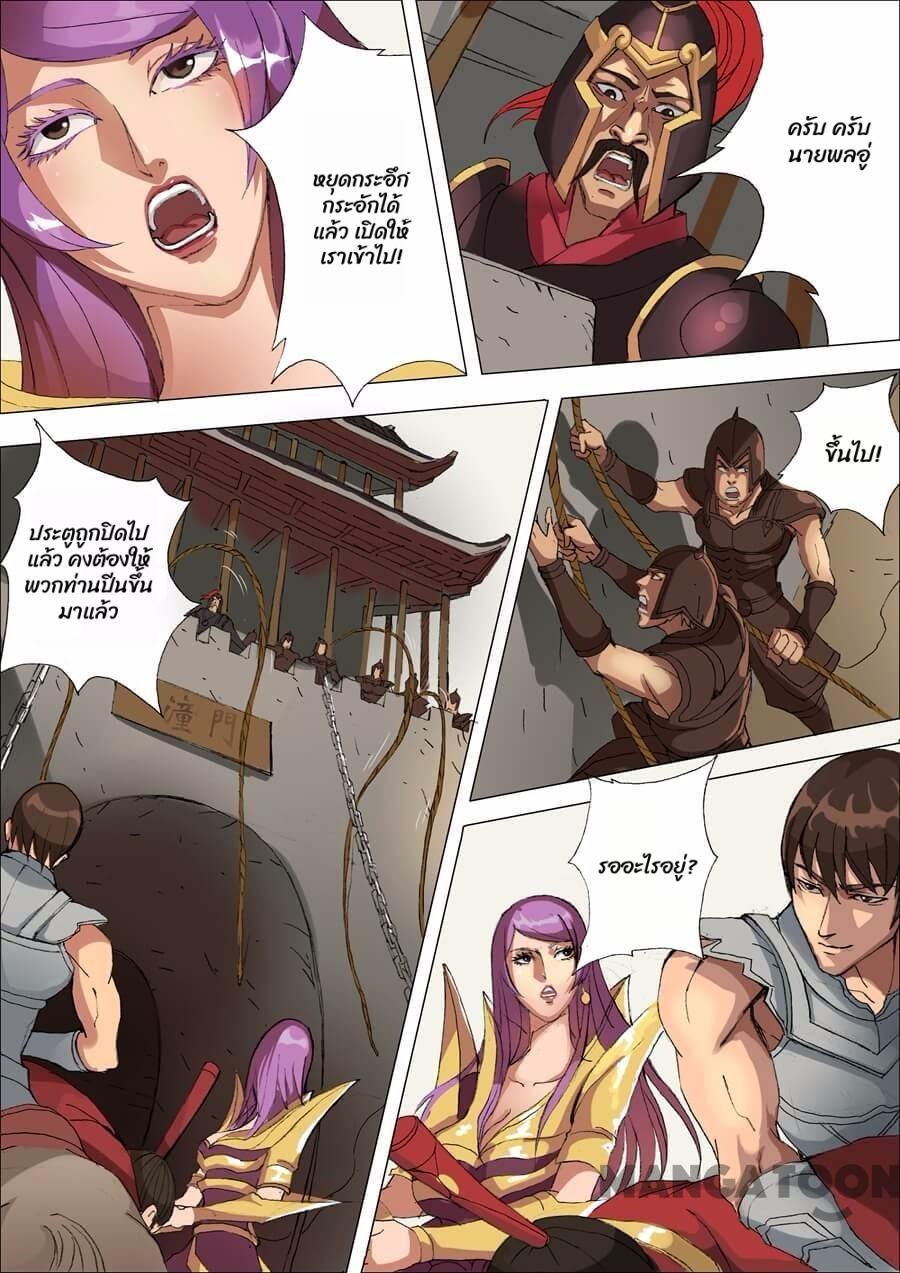 หยุดกระอึก
กระอักได้
แล้ว เปิดให้
เราเข้าไป!
ครับ ครับ
นายพลอู่
ประตูถูกปิดไป
แล้ว คงต้องให้
พวกท่านปีนขึ้น
มาแล้ว
潼門
ขึ้นไป!
รออะไรอยู่?
MANGATOON